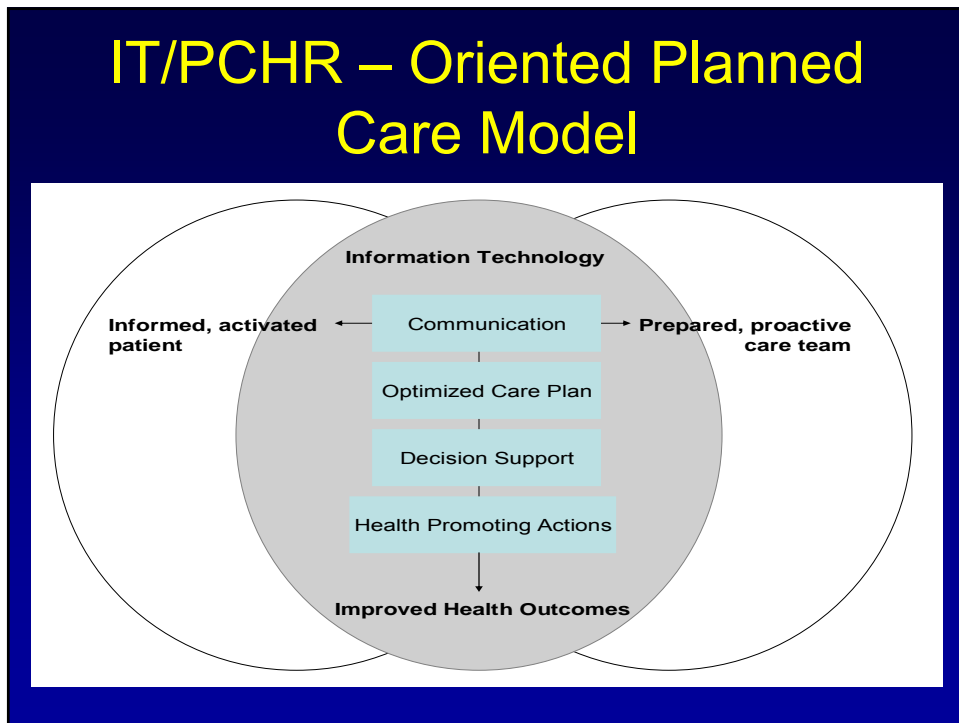 IT/PCHR – Oriented Planned
Care Model
Information Technology
Informed, activated
patient
Communication
Prepared, proactive
care team
Optimized Care Plan
Decision Support
Health Promoting Actions
Improved Health Outcomes